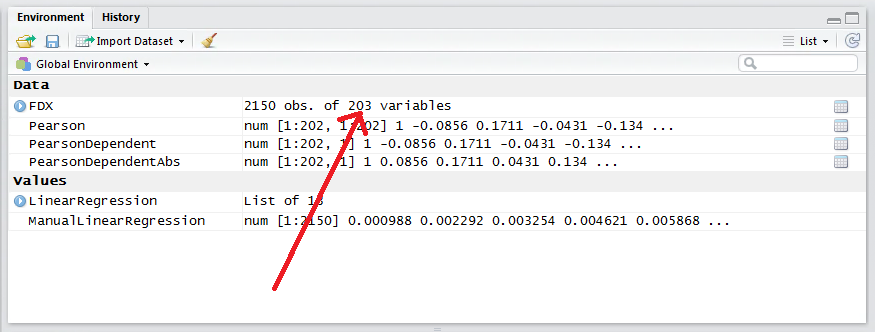 Environment History
Import Dataset List
Global Environment
Data
FDX 2150 obs. of 203 variables
Pearson num [1:202, 1:202] 1 -0.0856 0.1711 -0.0431 -0.134 ...
PearsonDependent num [1:202, 1] 1 -0.0856 0.1711 -0.0431 -0.134 ...
PearsonDependentAbs num [1:202, 1] 1 0.0856 0.1711 0.0431 0.134 ...
Values
LinearRegression List of
ManualLinearRegression num [1:2150] 0.000988 0.002292 0.003254 0.004621 0.005868 ...